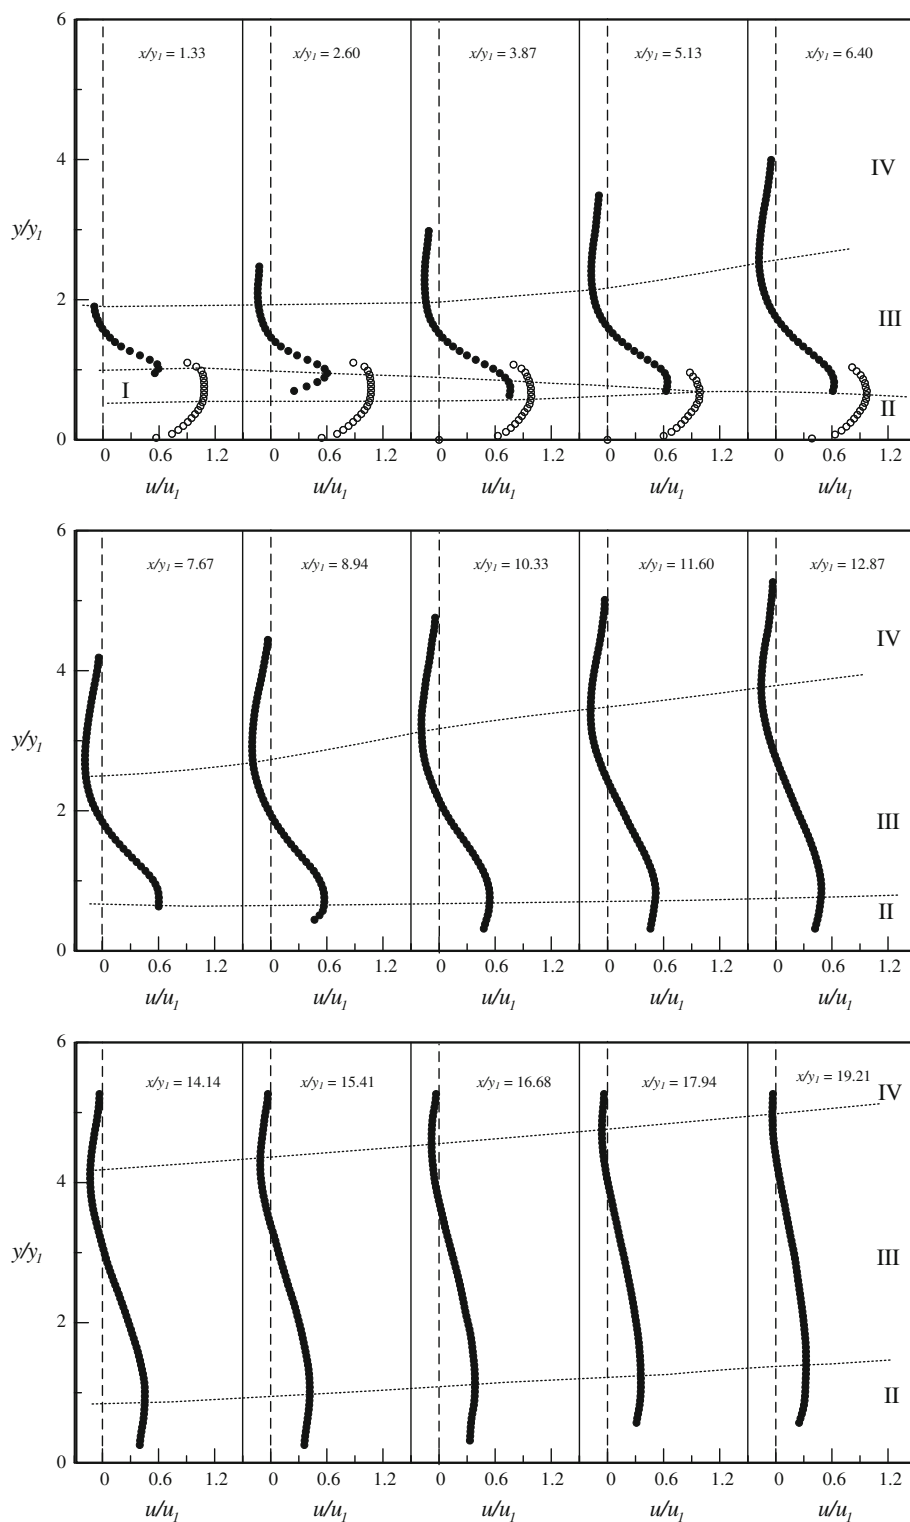 6
x/y1 = 1.33 x/y1 = 2.60 x/y1 = 3.87 x/y1 = 5.13 x/y1 = 6.40
4
IV
y/y1
2
III
I
II
0
0 0.6 1.2 0 0.6 1.2 0 0.6 1.2 0 0.6 1.2 0 0.6 1.2
u/u1 u/u1 u/u1 u/u1 u/u1
6
x/y1 = 7.67 x/y1 = 8.94 x/y1 = 10.33 x/y1 = 11.60 x/y1 = 12.87
IV
4
y/y1
2
III
II
0
0 0.6 1.2 0 0.6 1.2 0 0.6 1.2 0 0.6 1.2 0 0.6 1.2
u/u1 u/u1 u/u1 u/u1 u/u1
6
x/y1 = 14.14 x/y1 = 15.41 x/y1 = 16.68 x/y1 = 17.94 x/y1 = 19.21
IV
4
y/y1
III
2
II
0
0 0.6 1.2 0 0.6 1.2 0 0.6 1.2 0 0.6 1.2 0 0.6 1.2
u/u1 u/u1 u/u1 u/u1 u/u1